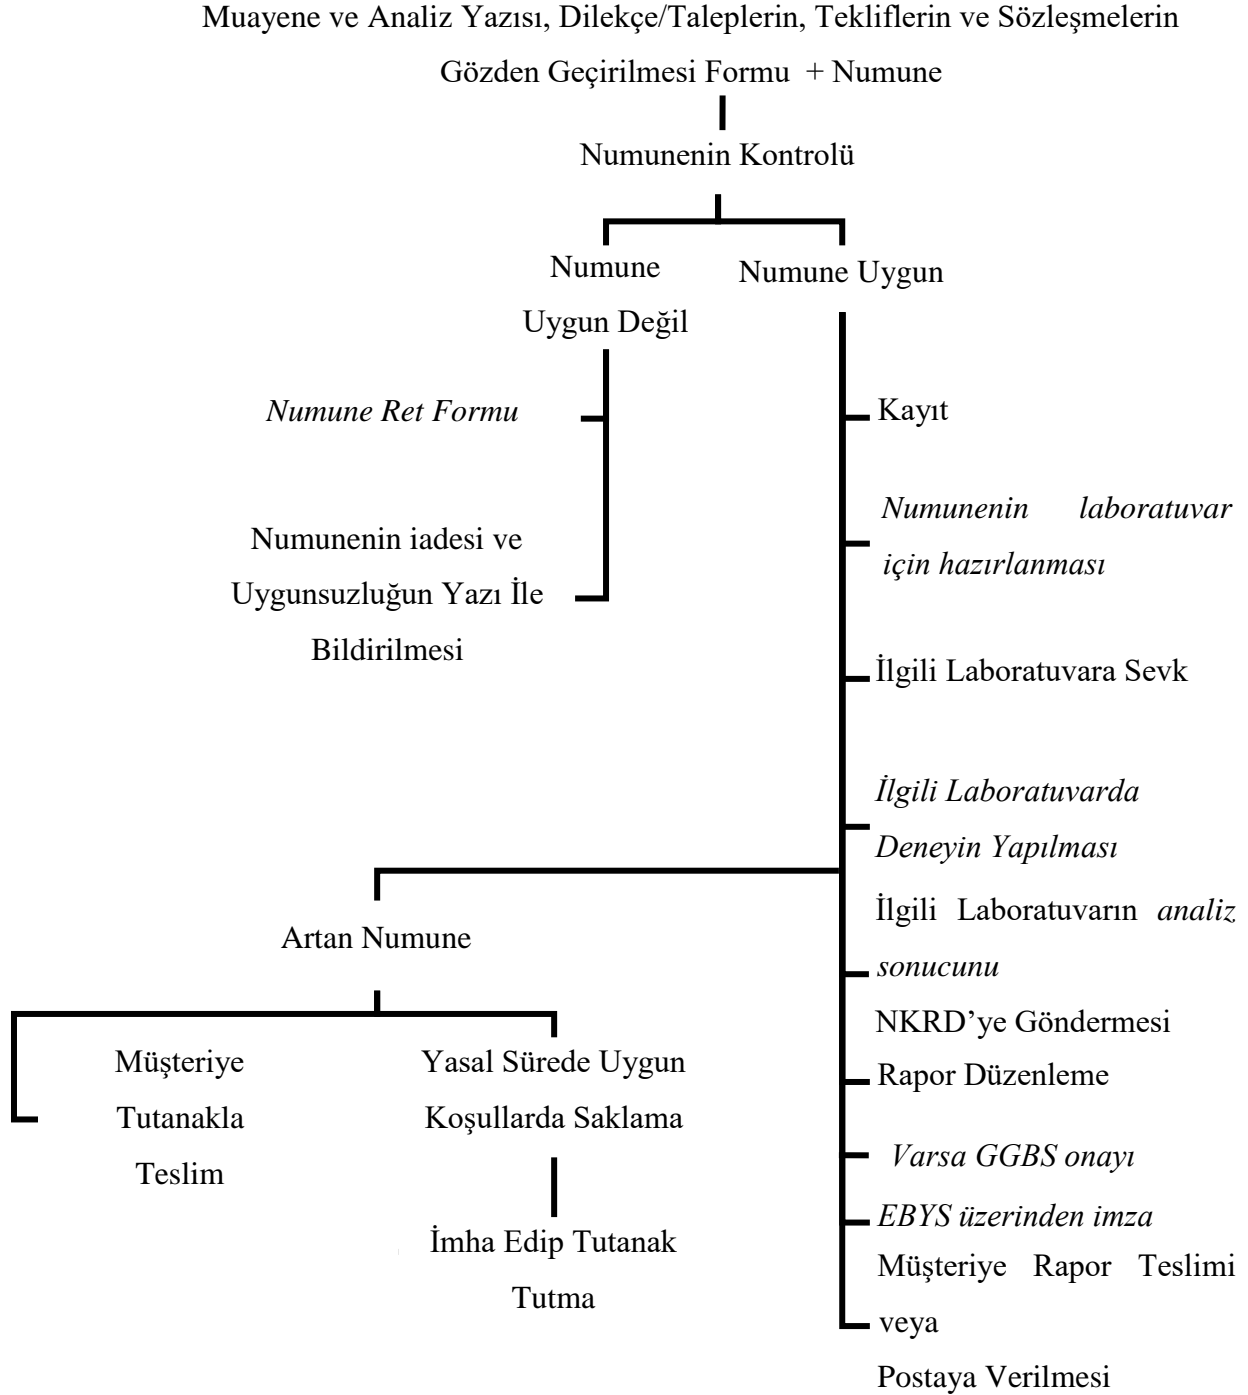 Muayene ve Analiz Yazısı, Dilekçe/Taleplerin, Tekliflerin ve Sözleşmelerin
Gözden Geçirilmesi Formu + Numune
Numunenin Kontrolü
Numune
Uygun Değil
Numune Uygun
Numune Ret Formu
Numunenin iadesi ve
Uygunsuzluğun Yazı İle
Bildirilmesi
Kayıt
Numunenin laboratuvar
için hazırlanması
İlgili Laboratuvara Sevk
İlgili Laboratuvarda
Deneyin Yapılması
İlgili Laboratuvarın analiz
sonucunu
NKRD’ye Göndermesi
Rapor Düzenleme
Varsa GGBS onayı
EBYS üzerinden imza
Müşteriye Rapor Teslimi
veya
Postaya Verilmesi
Artan Numune
Müşteriye
Tutanakla
Teslim
Yasal Sürede Uygun
Koşullarda Saklama
İmha Edip Tutanak
Tutma